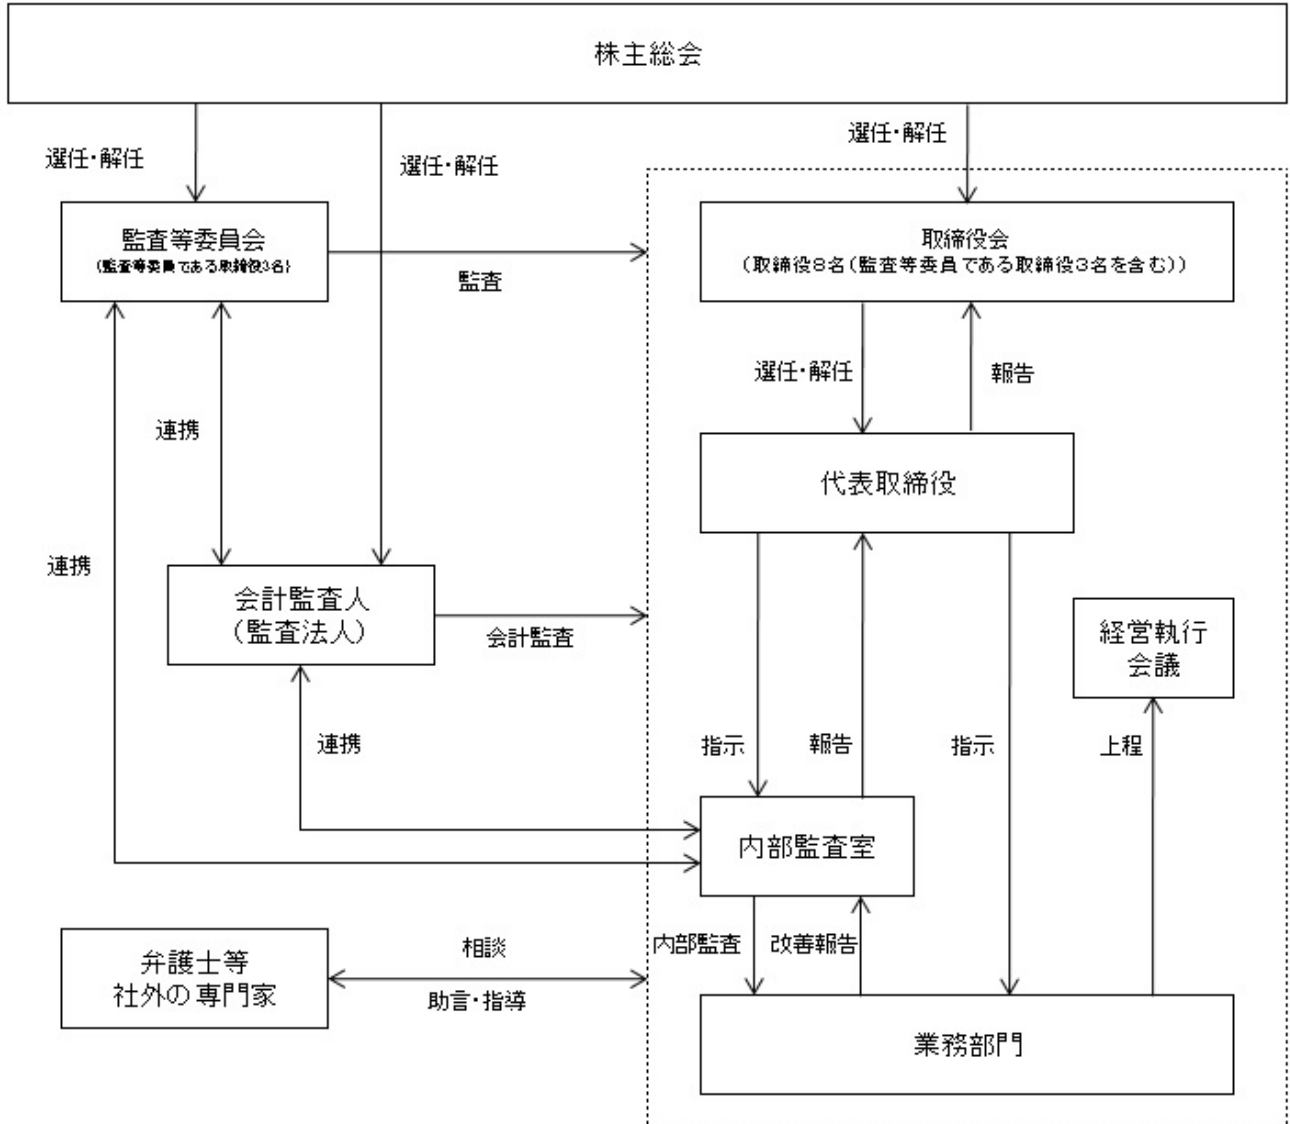 株主総会
選任・解任
選任・解任
選任・解任
監査等委員会
(監査等委員である取締役3名)
監査
取締役会
(取締役8名(監査等委員である取締役3名を含む))
選任・解任
報告
連携
代表取締役
連携
会計監査人
(監査法人)
会計監査
経営執行
会議
連携
指示
報告
指示
上程
内部監査室
弁護士等
社外の専門家
相談
助言・指導
内部監査
改善報告
業務部門